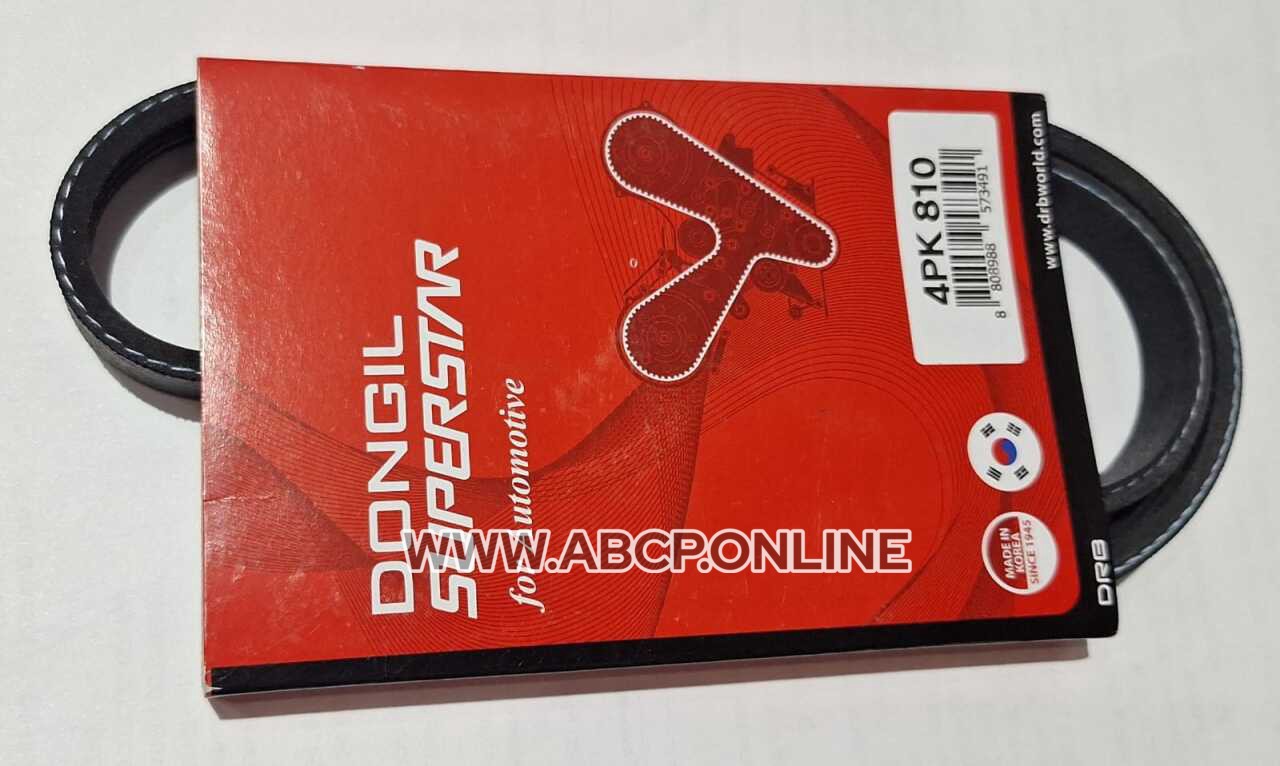 DONGIL
SUPERSTAR
for Automotive
4PK 810
8 808988 573491
www.drbworld.com
MADE IN
KOREA
SINCE 1945
DRB
WWW.ABCP.ONLINE